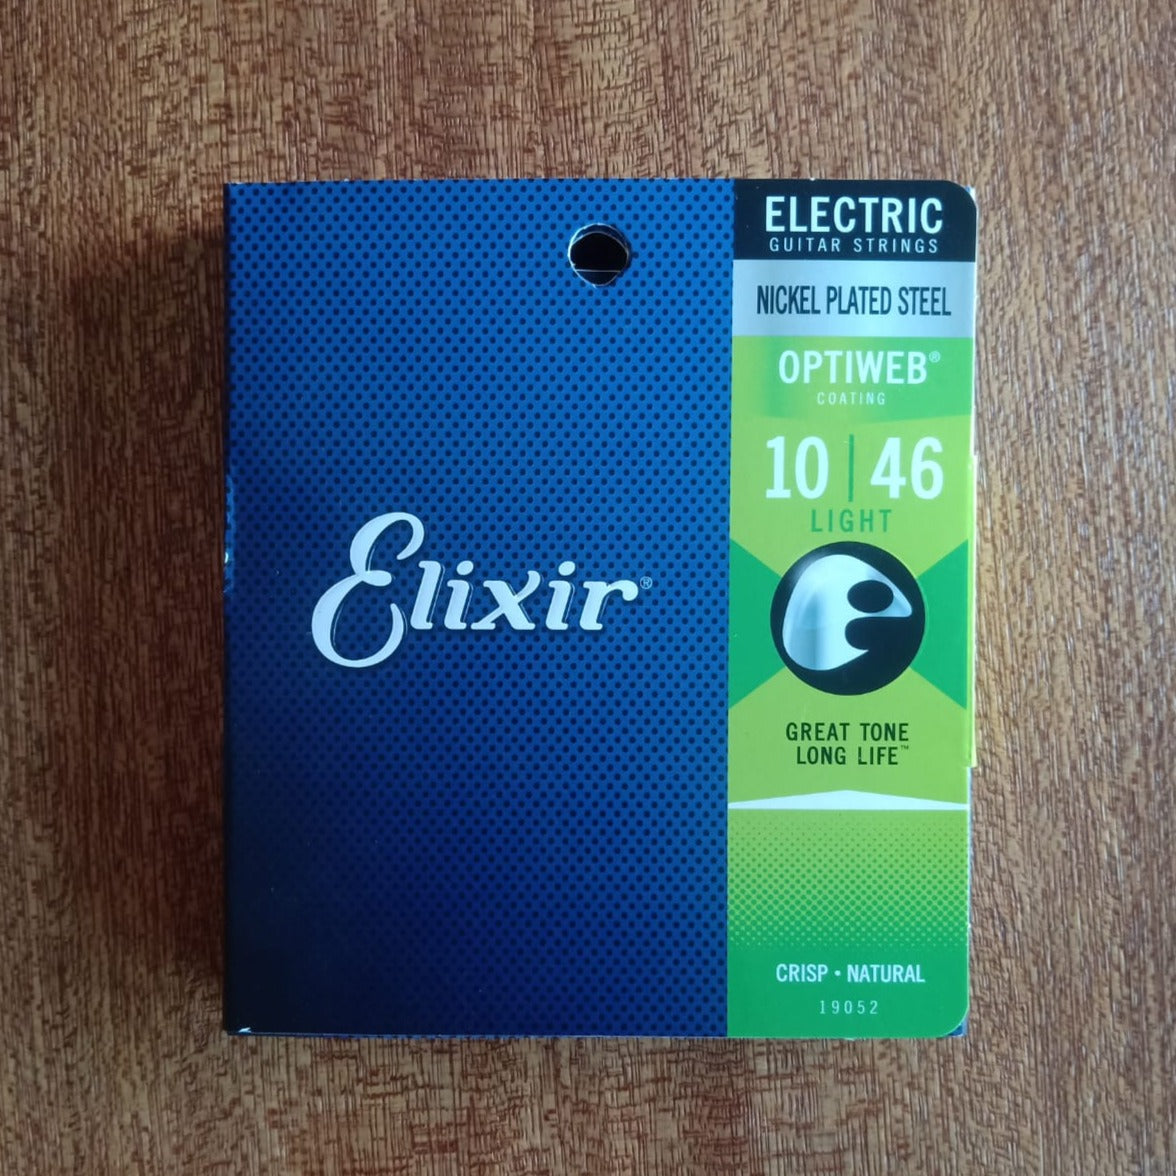 ELECTRIC
GUITAR STRINGS
NICKEL PLATED STEEL
OPTIWEB®
COATING
10 | 46
LIGHT
Elixir®
GREAT TONE
LONG LIFE™
CRISP • NATURAL
19052